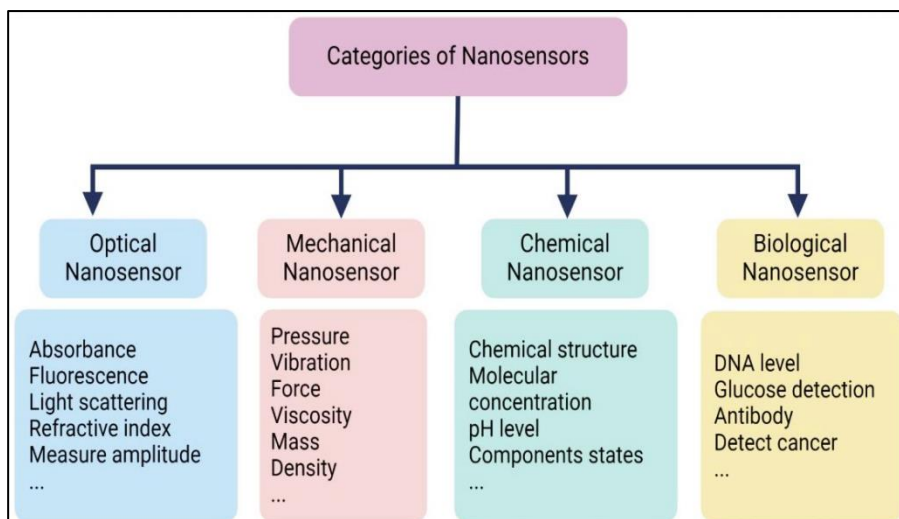 Categories of Nanosensors
Optical
Nanosensor
Mechanical
Nanosensor
Chemical
Nanosensor
Biological
Nanosensor
Absorbance
Fluorescence
Light scattering
Refractive index
Measure amplitude
...
Pressure
Vibration
Force
Viscosity
Mass
Density
...
Chemical structure
Molecular
concentration
pH level
Components states
...
DNA level
Glucose detection
Antibody
Detect cancer
...